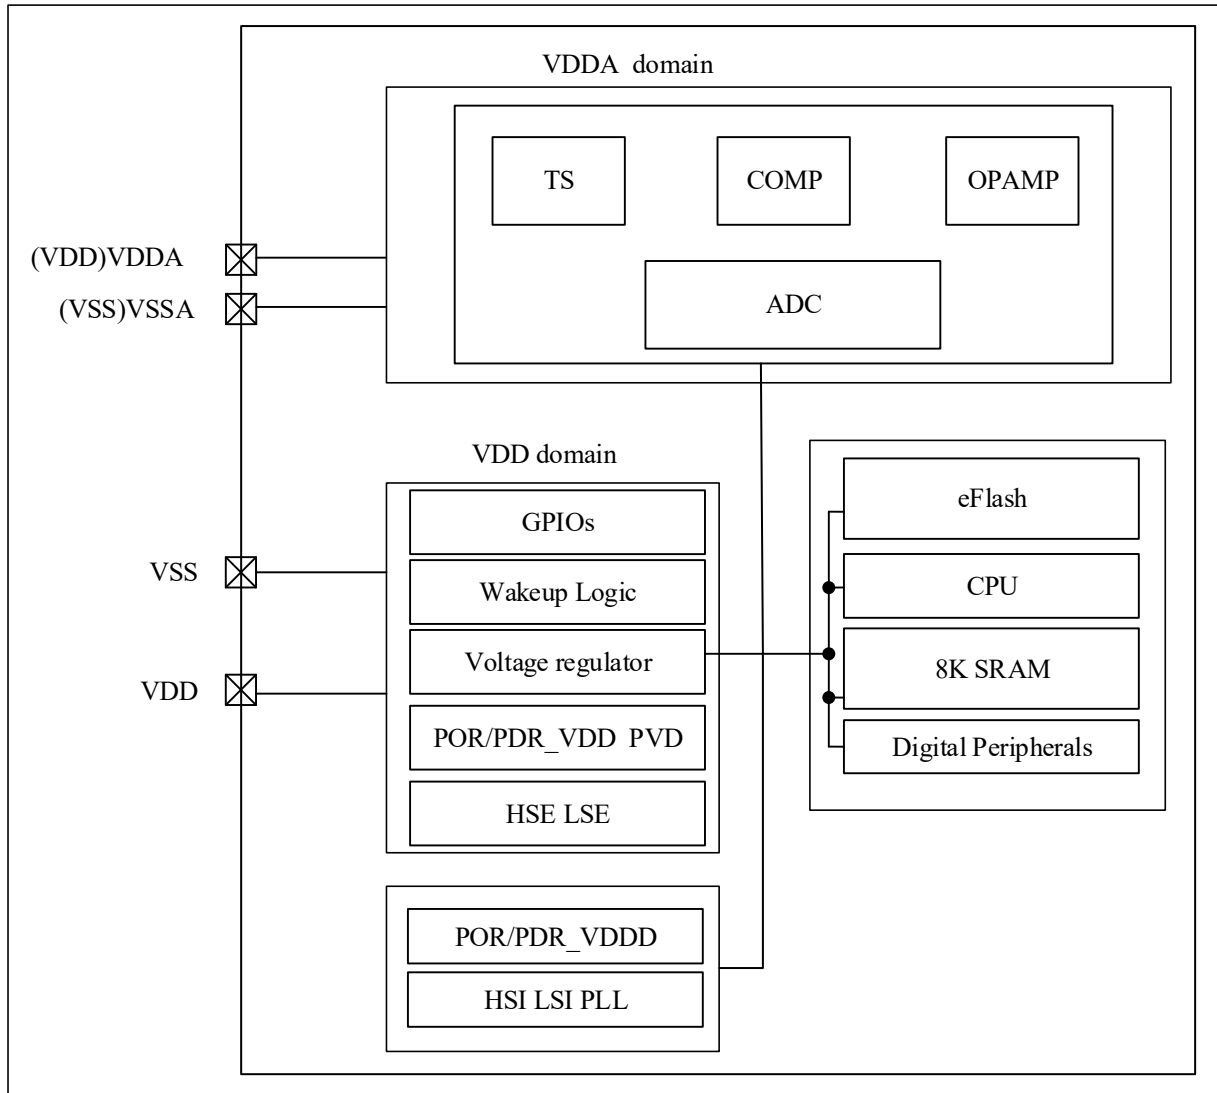 VDDA domain
TS
COMP
OPAMP
(VDD)VDDA
(VSS)VSSA
ADC
VDD domain
GPIOs
Wakeup Logic
Voltage regulator
POR/PDR_VDD PVD
HSE LSE
VSS
VDD
eFlash
CPU
8K SRAM
Digital Peripherals
POR/PDR_VDDD
HSI LSI PLL